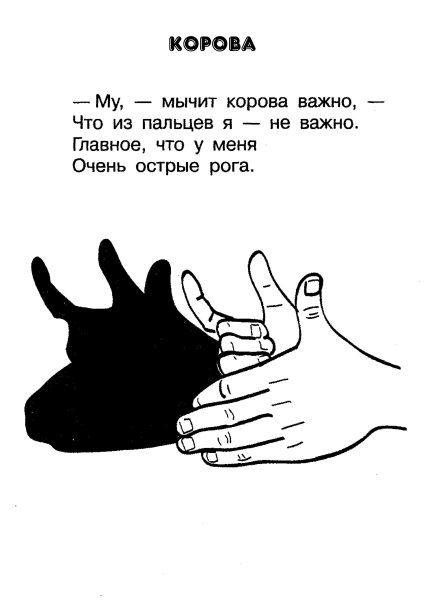 КОРОВА
— Му, — мычит корова важно, —
Что из пальцев я — не важно.
Главное, что у меня
Очень острые рога.